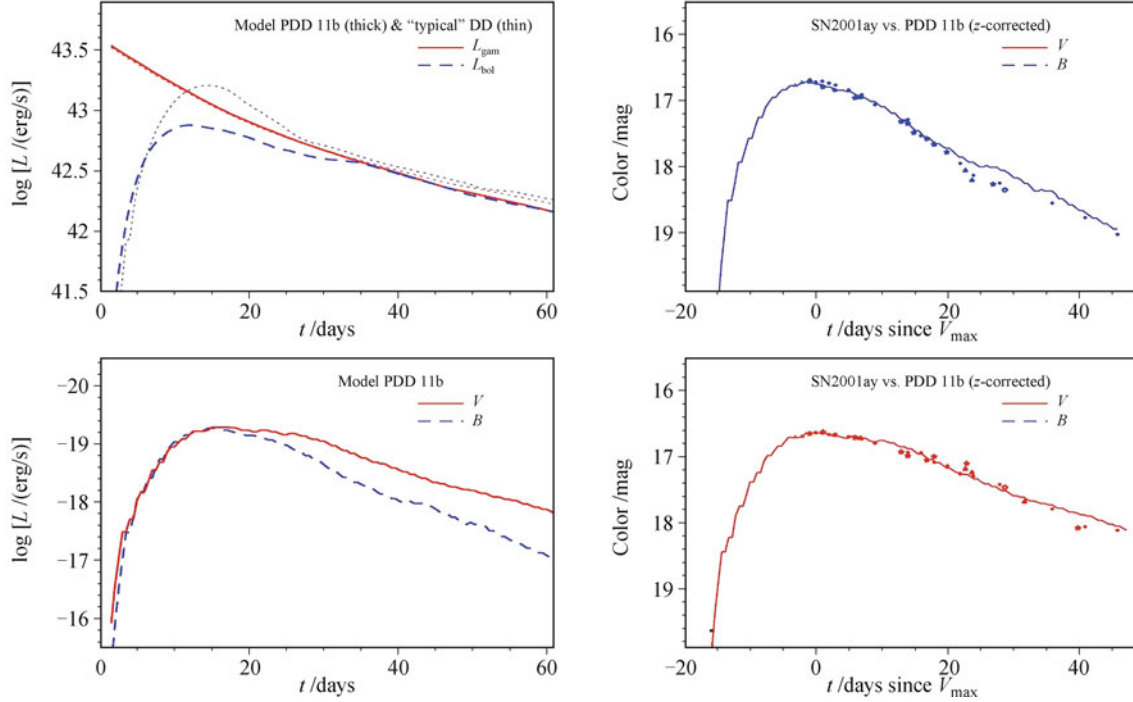 Model PDD 11b (thick) & “typical” DD (thin)
L_gam
L_bol
log [L /(erg/s)]
43.5
43
42.5
42
41.5
0 20 40 60
t /days
SN2001ay vs. PDD 11b (z-corrected)
V
B
Color /mag
16
17
18
19
−20 0 20 40
t /days since V_max
Model PDD 11b
V
B
log [L /(erg/s)]
−20
−19
−18
−17
−16
0 20 40 60
t /days
SN2001ay vs. PDD 11b (z-corrected)
V
B
Color /mag
16
17
18
19
−20 0 20 40
t /days since V_max